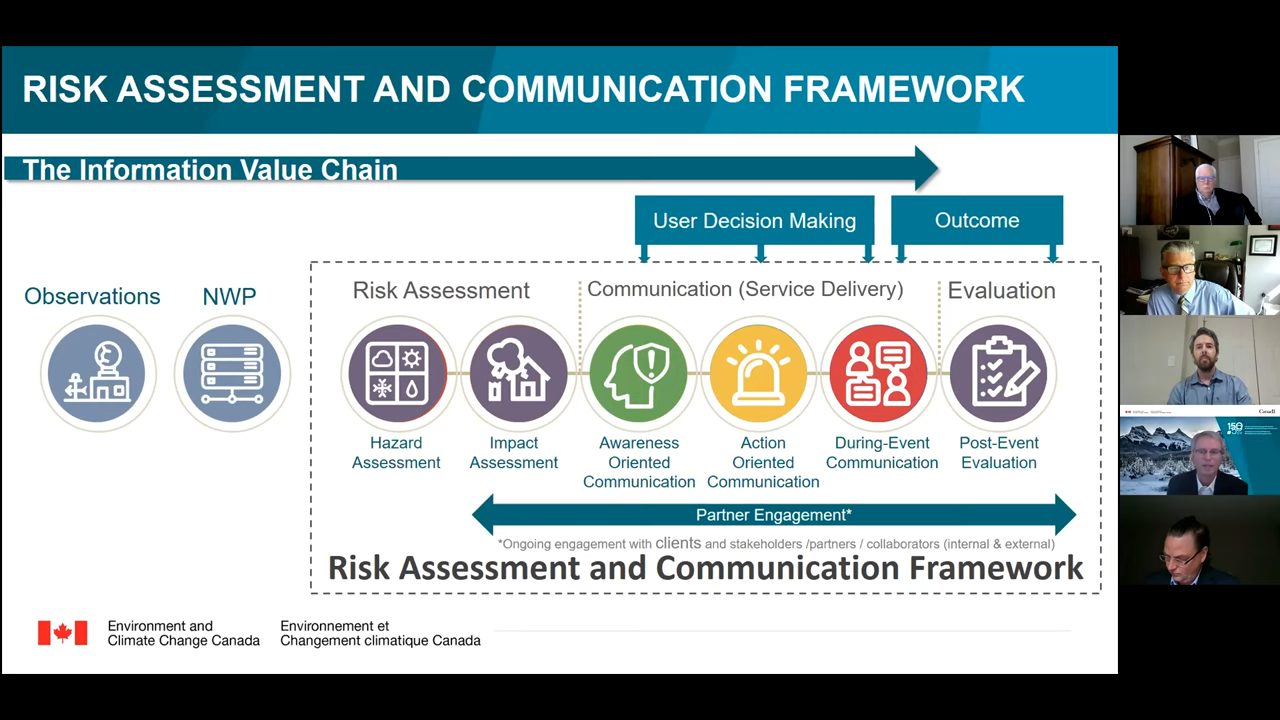 RISK ASSESSMENT AND COMMUNICATION FRAMEWORK
The Information Value Chain
User Decision Making
Outcome
Observations
NWP
Risk Assessment
Communication (Service Delivery)
Evaluation
Hazard
Assessment
Impact
Assessment
Awareness
Oriented
Communication
Action
Oriented
Communication
During-Event
Communication
Post-Event
Evaluation
Partner Engagement*
*Ongoing engagement with clients and stakeholders /partners / collaborators (internal & external)
Risk Assessment and Communication Framework
Environment and
Climate Change Canada
Environnement et
Changement climatique Canada
Canada
150